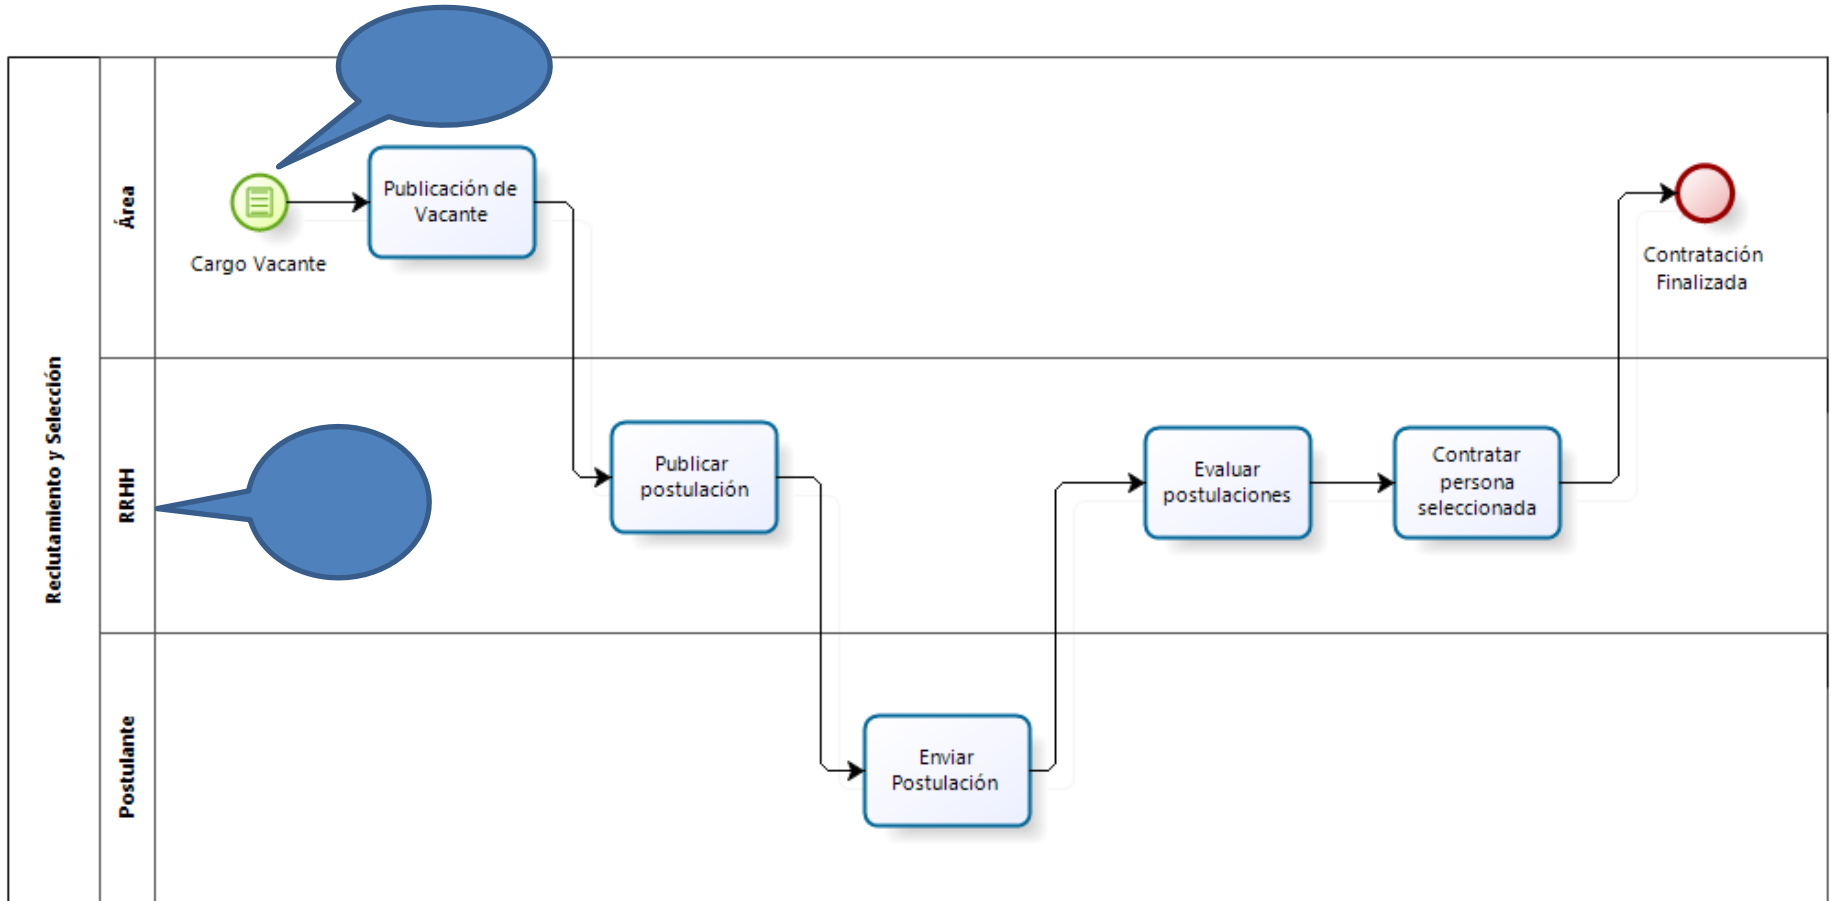 Reclutamiento y Selección
Área
Cargo Vacante
Publicación de
Vacante
Contratación
Finalizada
RRHH
Publicar
postulación
Evaluar
postulaciones
Contratar
persona
seleccionada
Postulante
Enviar
Postulación